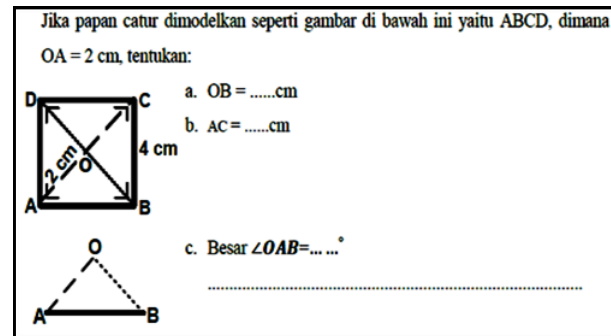 Jika papan catur dimodelkan seperti gambar di bawah ini yaitu ABCD, dimana
OA = 2 cm, tentukan:
a. OB = ......cm
b. AC = ......cm
D
C
4 cm
2 cm
O
A
B
O
c. Besar ∠OAB=... ...°
A
B